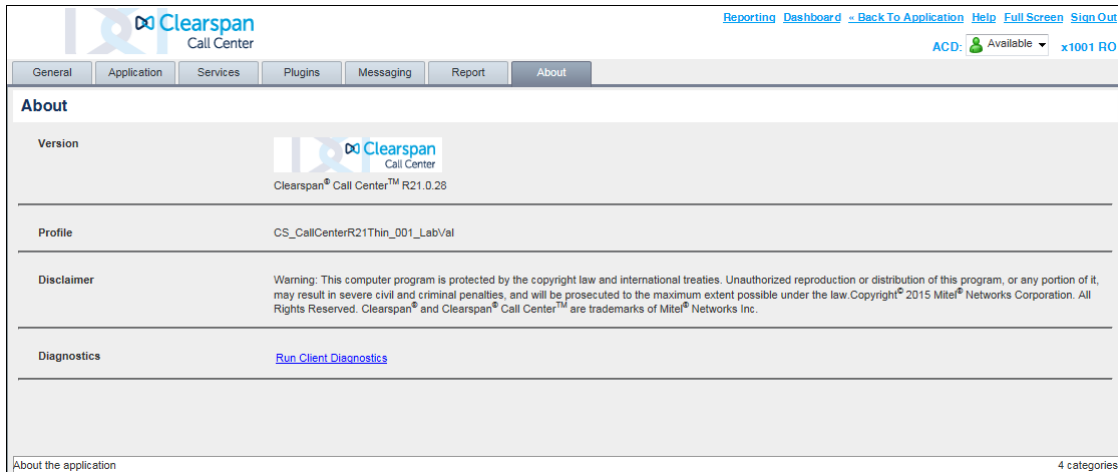 Clearspan
Call Center
Reporting Dashboard « Back To Application Help Full Screen Sign Out
ACD: Available x1001 RO
General Application Services Plugins Messaging Report About
About
Version
Clearspan
Call Center
Clearspan® Call Center™ R21.0.28
Profile CS_CallCenterR21Thin_001_LabVal
Disclaimer Warning: This computer program is protected by the copyright law and international treaties. Unauthorized reproduction or distribution of this program, or any portion of it,
may result in severe civil and criminal penalties, and will be prosecuted to the maximum extent possible under the law.Copyright© 2015 Mitel® Networks Corporation. All
Rights Reserved. Clearspan® and Clearspan® Call Center™ are trademarks of Mitel® Networks Inc.
Diagnostics Run Client Diagnostics
About the application 4 categories